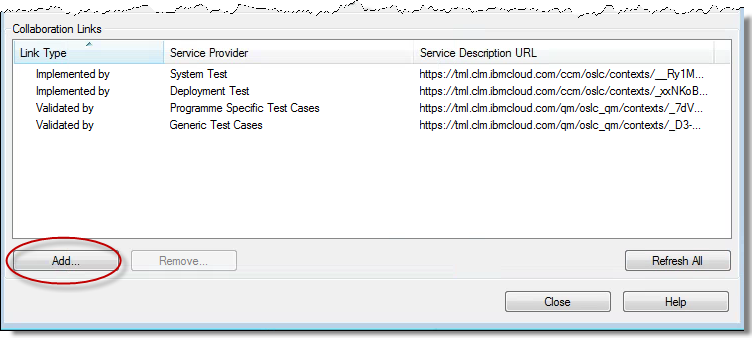 Collaboration Links
Link Type Service Provider Service Description URL
Implemented by System Test https://tml.clm.ibmcloud.com/ccm/oslc/contexts/__Ry1M...
Implemented by Deployment Test https://tml.clm.ibmcloud.com/ccm/oslc/contexts/_xxNKoB...
Validated by Programme Specific Test Cases https://tml.clm.ibmcloud.com/qm/oslc_qm/contexts/_7dV...
Validated by Generic Test Cases https://tml.clm.ibmcloud.com/qm/oslc_qm/contexts/_D3-...
Add... Remove... Refresh All
Close Help